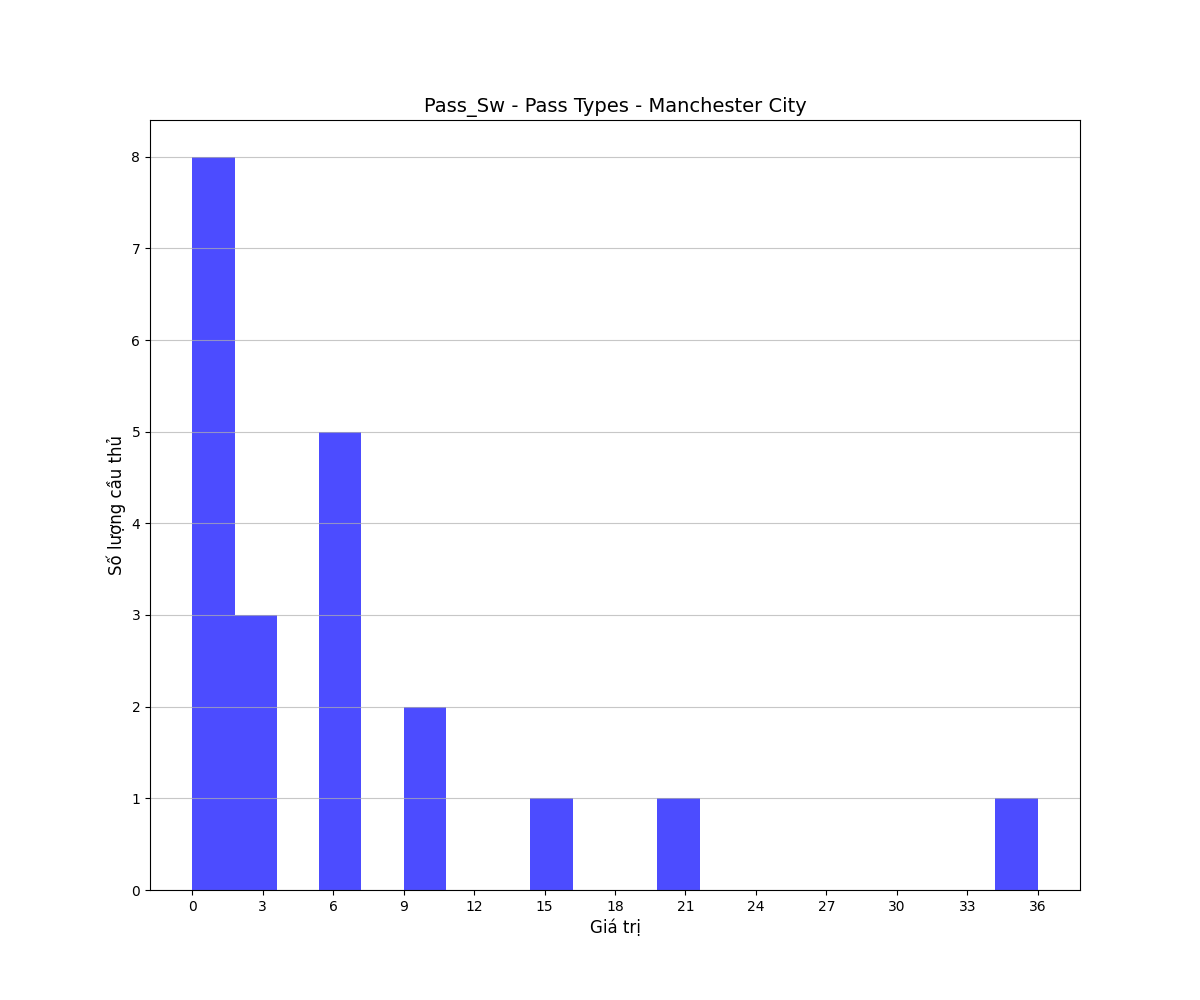 Pass_Sw - Pass Types - Manchester City
8
7
6
5
4
3
2
1
0
Số lượng cầu thủ
0 3 6 9 12 15 18 21 24 27 30 33 36
Giá trị